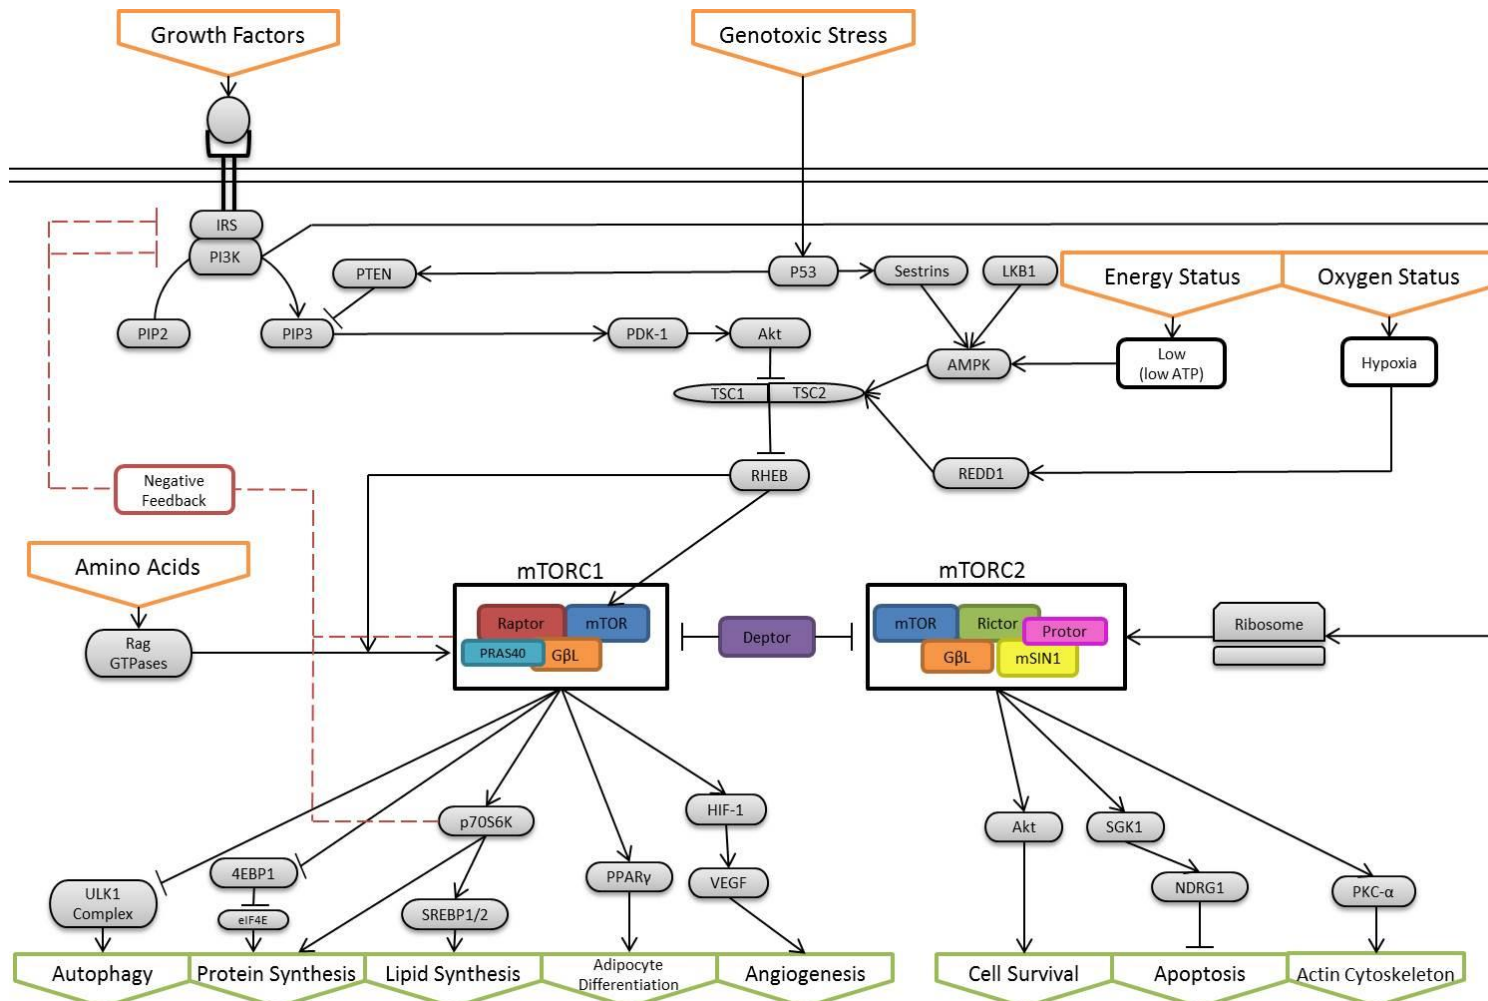 Growth Factors
Genotoxic Stress
IRS
PI3K
PTEN
P53
Sestrins
LKB1
Energy Status
Oxygen Status
PIP2
PIP3
PDK-1
Akt
AMPK
Low
(low ATP)
Hypoxia
TSC1
TSC2
RHEB
REDD1
Negative
Feedback
Amino Acids
mTORC1
mTORC2
Rag
GTPases
Raptor
mTOR
PRAS40
GβL
Deptor
mTOR
Rictor
Protor
GβL
mSIN1
Ribosome
HIF-1
p70S6K
Akt
SGK1
4EBP1
PPARγ
VEGF
NDRG1
PKC-α
ULK1
Complex
eIF4E
SREBP1/2
Autophagy
Protein Synthesis
Lipid Synthesis
Adipocyte
Differentiation
Angiogenesis
Cell Survival
Apoptosis
Actin Cytoskeleton